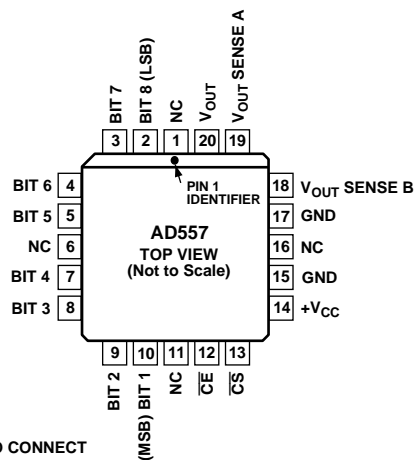 BIT 7
BIT 8 (LSB)
NC
VOUT
VOUT SENSE A
3
2
1
20
19
BIT 6 4
BIT 5 5
NC 6
BIT 4 7
BIT 3 8
PIN 1
IDENTIFIER
AD557
TOP VIEW
(Not to Scale)
18 VOUT SENSE B
17 GND
16 NC
15 GND
14 +VCC
9
10
11
12
13
BIT 2
(MSB) BIT 1
NC
CE
CS
CONNECT